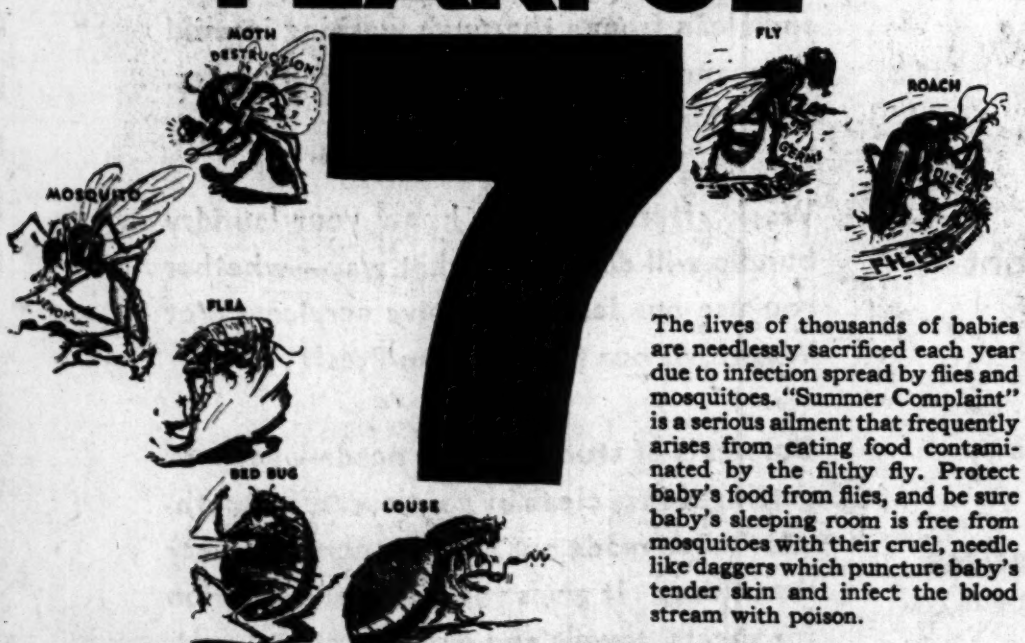 MOTH
DESTRUCTION
FLY
GERMS
FILTH
ROACH
FILTH
MOSQUITO
VENOM
FLEA
BED BUG
LOUSE
7
The lives of thousands of babies
are needlessly sacrificed each year
due to infection spread by flies and
mosquitoes. “Summer Complaint”
is a serious ailment that frequently
arises from eating food contami-
nated by the filthy fly. Protect
baby’s food from flies, and be sure
baby’s sleeping room is free from
mosquitoes with their cruel, needle
like daggers which puncture baby’s
tender skin and infect the blood
stream with poison.